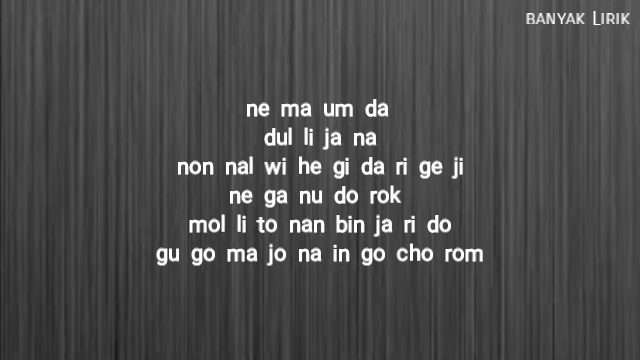 BANYAK LIRIK
ne ma um da
dul li ja na
non nal wi he gi da ri ge ji
ne ga nu do rok
mol li to nan bin ja ri do
gu go ma jo na in go cho rom